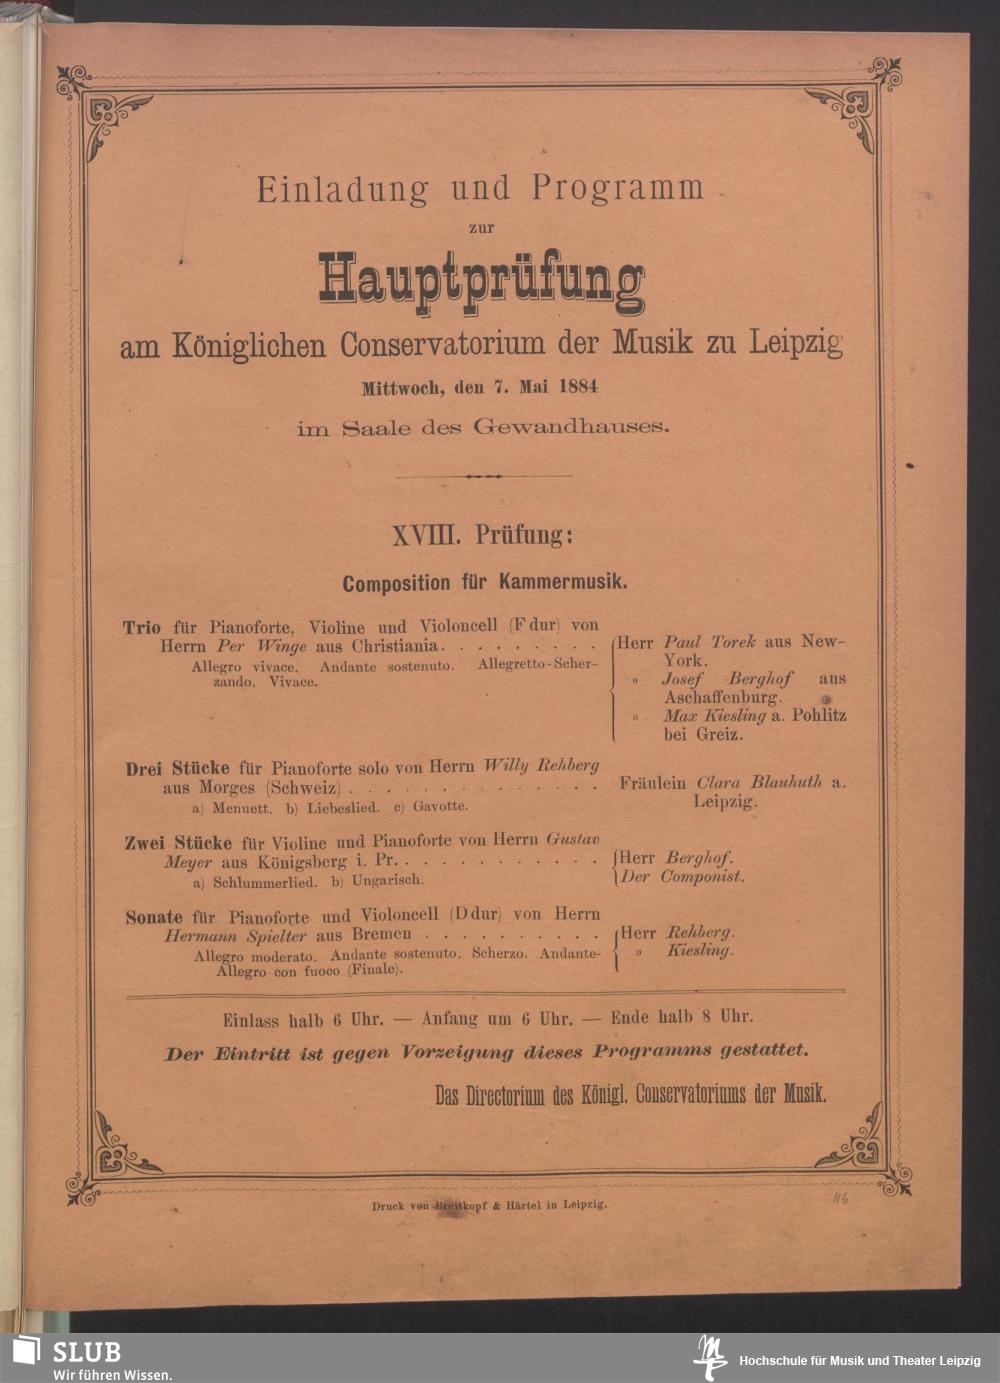 Einladung und Programm
zur
Hauptprüfung
am Königlichen Conservatorium der Musik zu Leipzig
Mittwoch, den 7. Mai 1884
im Saale des Gewandhauses.
XVIII. Prüfung:
Composition für Kammermusik.
Trio für Pianoforte, Violine und Violoncell (F dur) von
Herrn Per Winge aus Christiania. . . . . . . . .
Allegro vivace. Andante sostenuto. Allegretto-Scher-
zando. Vivace.
Herr Paul Torek aus New-
York.
" Josef Berghof aus
Aschaffenburg.
" Max Kiesling a. Pohlitz
bei Greiz.
Drei Stücke für Pianoforte solo von Herrn Willy Rehberg
aus Morges (Schweiz) . . . . . . . . . . . . . .
a) Menuett. b) Liebeslied. c) Gavotte.
Fräulein Clara Blauhuth a.
Leipzig.
Zwei Stücke für Violine und Pianoforte von Herrn Gustav
Meyer aus Königsberg i. Pr. . . . . . . . . . . .
a) Schlummerlied. b) Ungarisch.
Herr Berghof.
Der Componist.
Sonate für Pianoforte und Violoncell (D dur) von Herrn
Hermann Spielter aus Bremen . . . . . . . . . .
Allegro moderato. Andante sostenuto. Scherzo. Andante-
Allegro con fuoco (Finale).
Herr Rehberg.
" Kiesling.
Einlass halb 6 Uhr. — Anfang um 6 Uhr. — Ende halb 8 Uhr.
Der Eintritt ist gegen Vorzeigung dieses Programms gestattet.
Das Directorium des Königl. Conservatoriums der Musik.
Druck von Breitkopf & Härtel in Leipzig.
46
SLUB
Wir führen Wissen.
Hochschule für Musik und Theater Leipzig